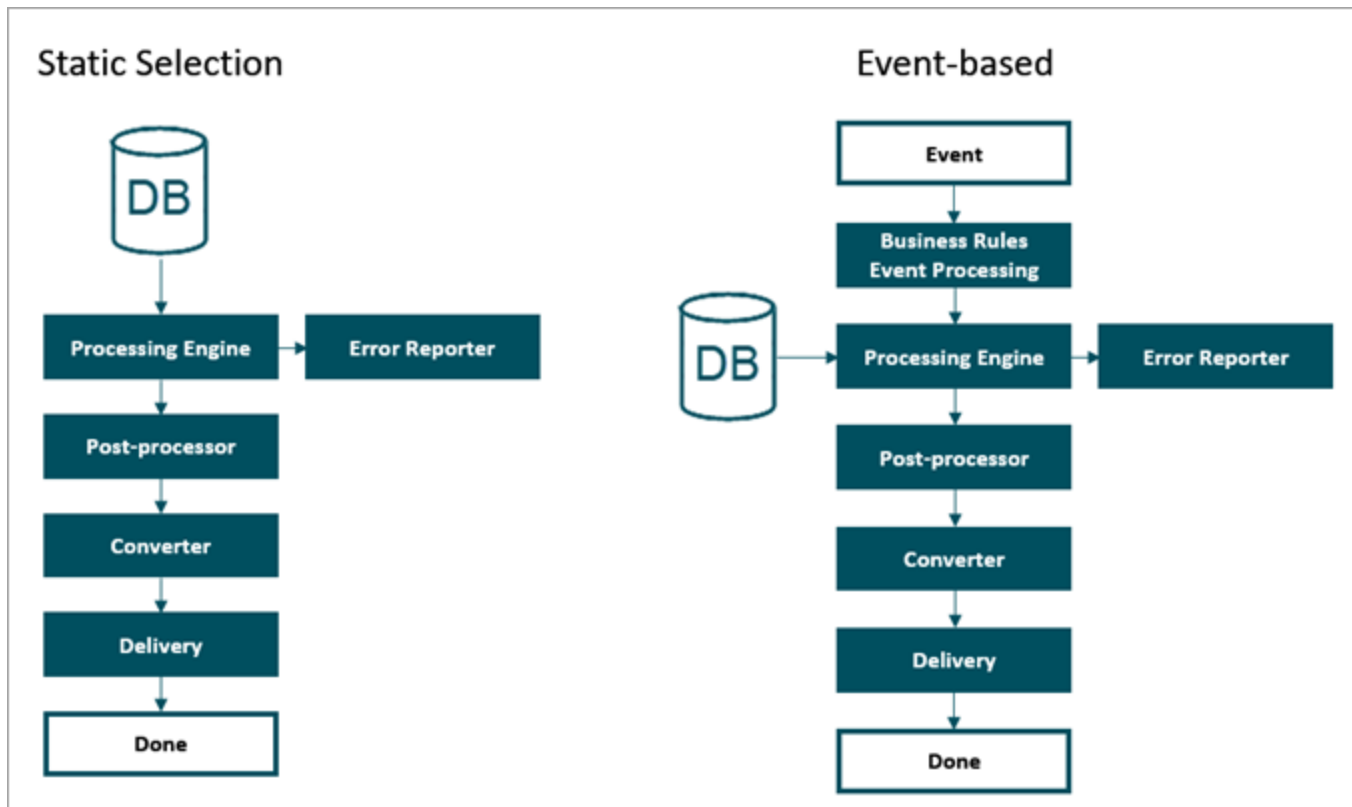 Static Selection
DB
Processing Engine
Error Reporter
Post-processor
Converter
Delivery
Done
Event-based
Event
Business Rules
Event Processing
DB
Processing Engine
Error Reporter
Post-processor
Converter
Delivery
Done